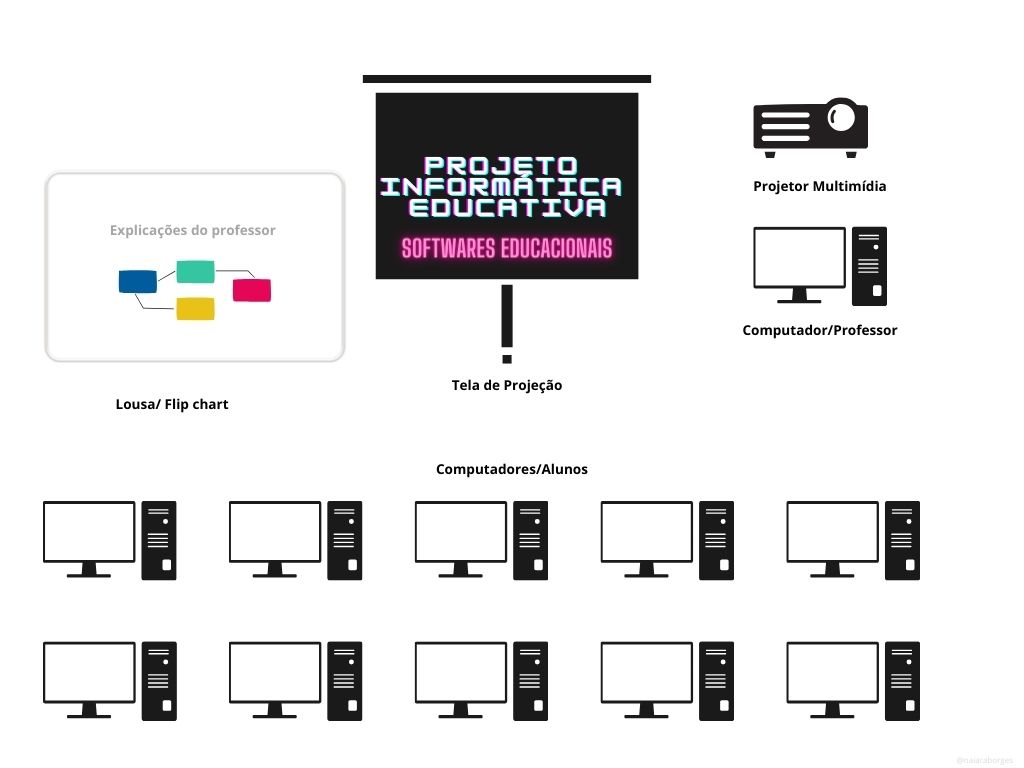 PROJETO
INFORMÁTICA
EDUCATIVA
SOFTWARES EDUCACIONAIS
Projetor Multimídia
Explicações do professor
Computador/Professor
Tela de Projeção
Lousa/ Flip chart
Computadores/Alunos
@naiaraborges